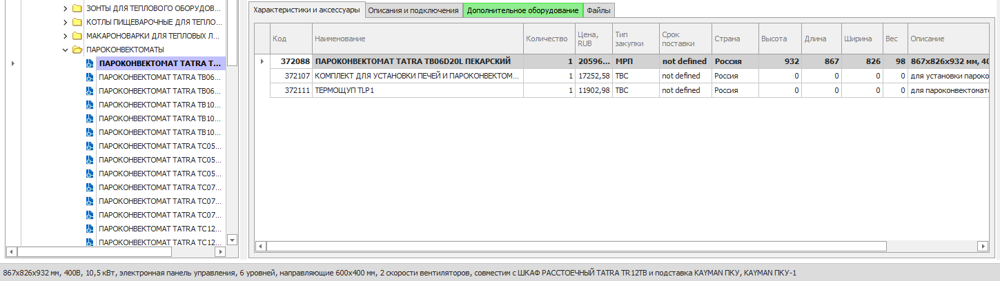 ЗОНТЫ ДЛЯ ТЕПЛОВОГО ОБОРУДОВ...
КОТЛЫ ПИЩЕВАРОЧНЫЕ ДЛЯ ТЕПЛО...
МАКАРОНОВАРКИ ДЛЯ ТЕПЛОВЫХ Л...
ПАРОКОНВЕКТОМАТЫ
ПАРОКОНВЕКТОМАТ TATRA T...
ПАРОКОНВЕКТОМАТ TATRA TB06...
ПАРОКОНВЕКТОМАТ TATRA TB06...
ПАРОКОНВЕКТОМАТ TATRA TB10...
ПАРОКОНВЕКТОМАТ TATRA TB10...
ПАРОКОНВЕКТОМАТ TATRA TB10...
ПАРОКОНВЕКТОМАТ TATRA TC05...
ПАРОКОНВЕКТОМАТ TATRA TC05...
ПАРОКОНВЕКТОМАТ TATRA TC05...
ПАРОКОНВЕКТОМАТ TATRA TC07...
ПАРОКОНВЕКТОМАТ TATRA TC07...
ПАРОКОНВЕКТОМАТ TATRA TC07...
ПАРОКОНВЕКТОМАТ TATRA TC12...
ПАРОКОНВЕКТОМАТ TATRA TC12...
Характеристики и аксессуары Описания и подключения Дополнительное оборудование Файлы
Код Наименование Количество Цена, RUB Тип закупки Срок поставки Страна Высота Длина Ширина Вес Описание
372088 ПАРОКОНВЕКТОМАТ TATRA TB06D20L ПЕКАРСКИЙ 1 20596... МРП not defined Россия 932 867 826 98 867x826x932 мм, 40
372107 КОМПЛЕКТ ДЛЯ УСТАНОВКИ ПЕЧЕЙ И ПАРОКОНВЕКТОМ... 1 17252,58 ТВС not defined Россия 0 0 0 0 для установки пароко
372111 ТЕРМОЩУП TLP1 1 11902,98 ТВС not defined Россия 0 0 0 0 для пароконвектомато
867x826x932 мм, 400В, 10,5 кВт, электронная панель управления, 6 уровней, направляющие 600x400 мм, 2 скорости вентиляторов, совместим с ШКАФ РАССТОЕЧНЫЙ TATRA TR12TB и подставка KAYMAN ПКУ, KAYMAN ПКУ-1